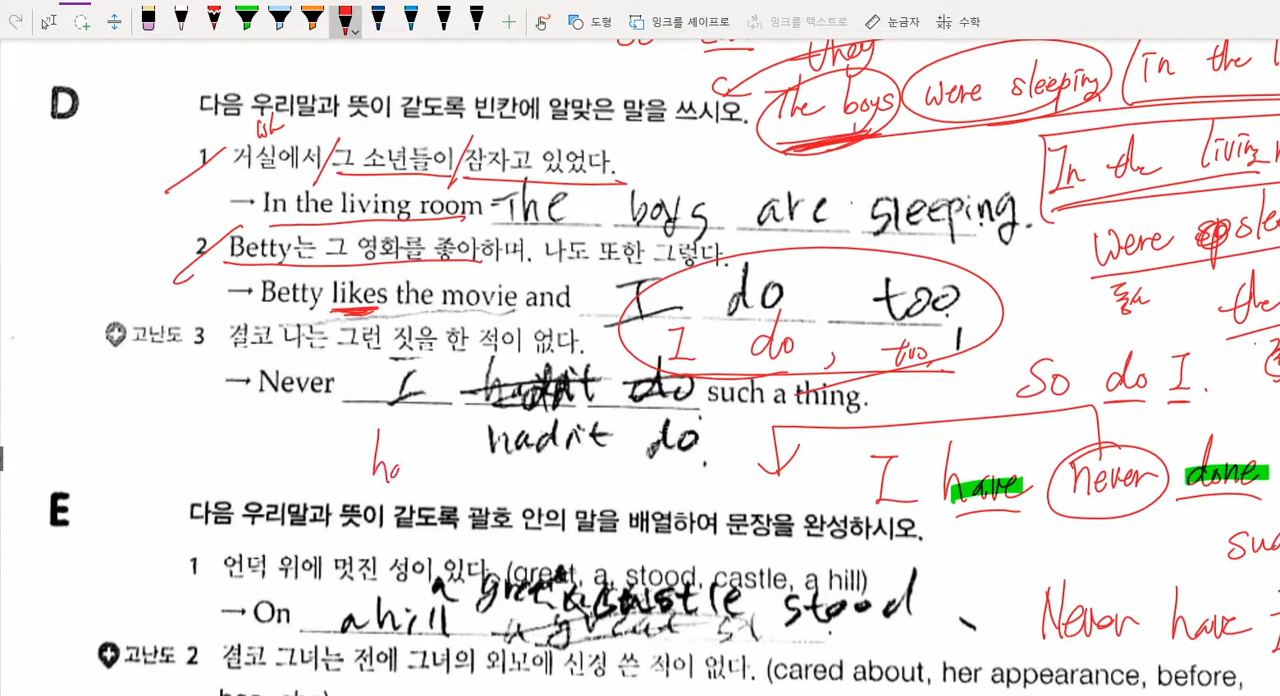 도형 잉크를 셰이프로 잉크를 텍스트로 눈금자 수학
they
The boys were sleeping (in the
D 다음 우리말과 뜻이 같도록 빈칸에 알맞은 말을 쓰시오.
1 거실에서/그 소년들이/잠자고 있었다.
In the living
→ In the living room The boys are sleeping.
were
2 Betty는 그 영화를 좋아하며, 나도 또한 그렇다.
→ Betty likes the movie and I do too
동사 the
I do, too,
고난도 3 결코 나는 그런 짓을 한 적이 없다.
So do I.
→ Never I hadn't do such a thing.
hadn't do.
ha
I have never done
E 다음 우리말과 뜻이 같도록 괄호 안의 말을 배열하여 문장을 완성하시오.
1 언덕 위에 멋진 성이 있다. (great, a, stood, castle, a hill)
→ On a hill a great castle stood
Never have
고난도 2 결코 그녀는 전에 그녀의 외모에 신경 쓴 적이 없다. (cared about, her appearance, before,